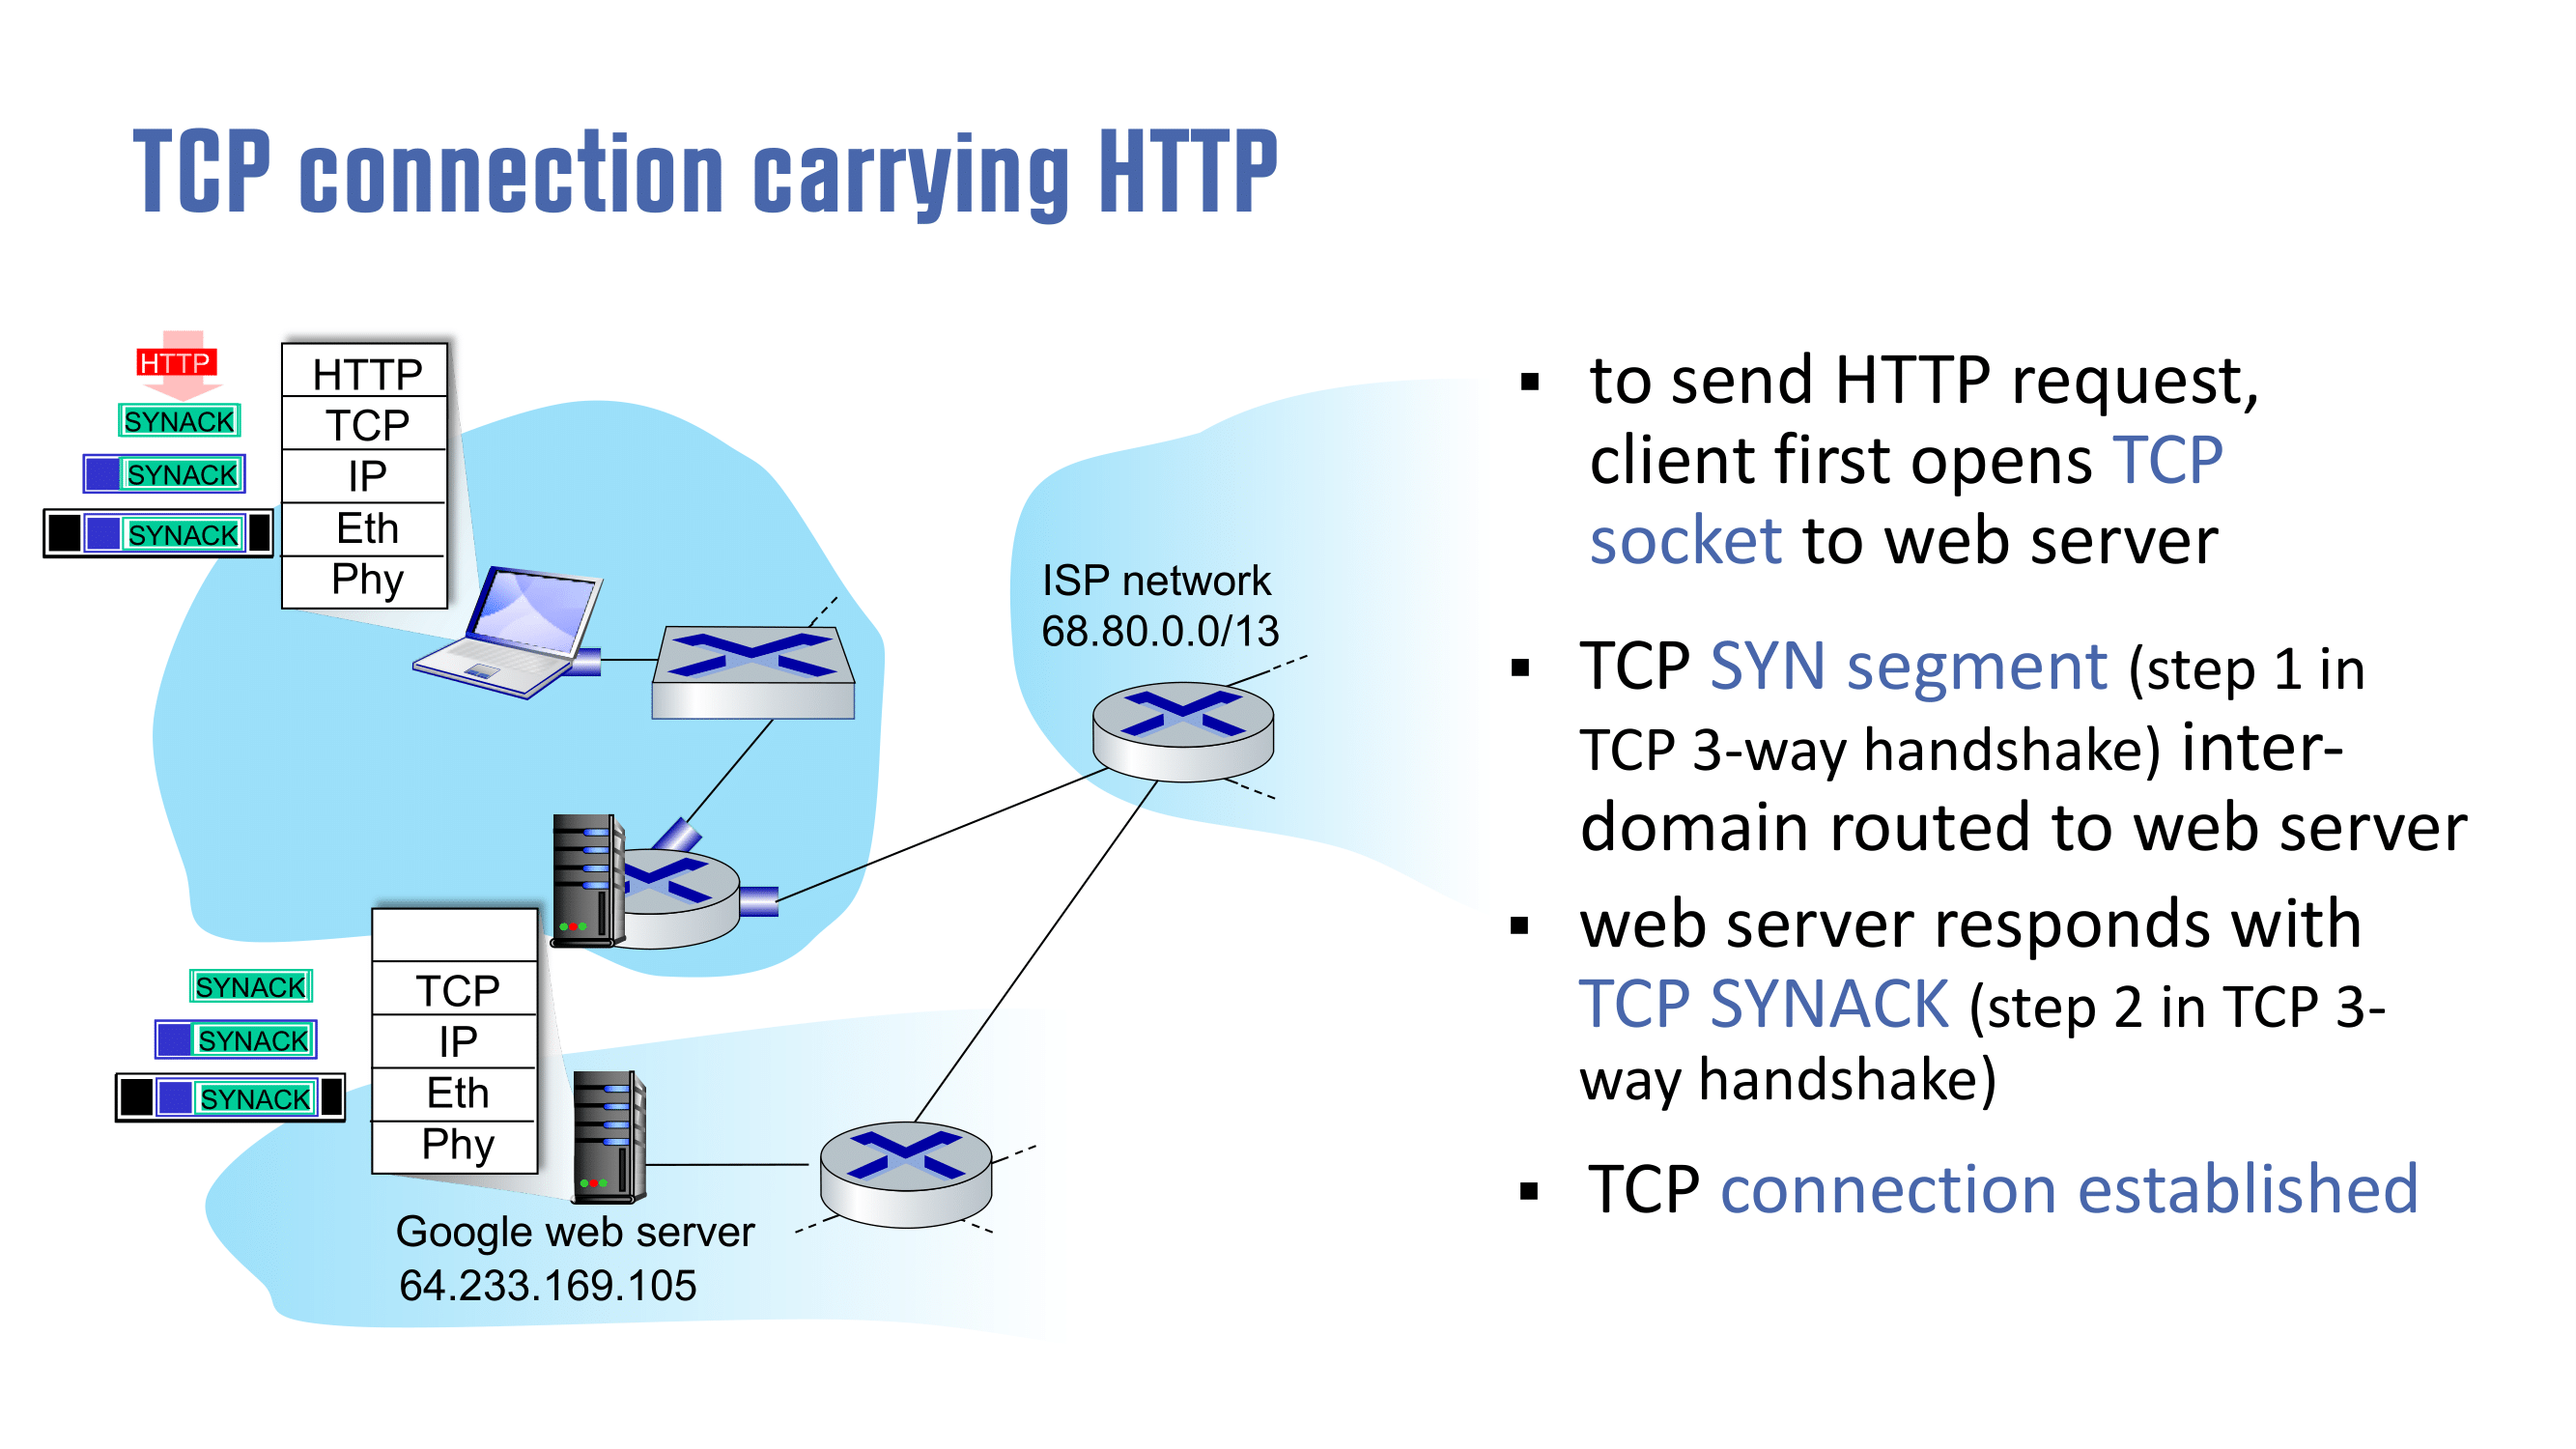 TCP connection carrying HTTP
HTTP
SYNACK
SYNACK
SYNACK
HTTP
TCP
IP
Eth
Phy
ISP network
68.80.0.0/13
SYNACK
SYNACK
SYNACK
TCP
IP
Eth
Phy
Google web server
64.233.169.105
▪ to send HTTP request,
client first opens TCP
socket to web server
▪ TCP SYN segment (step 1 in
TCP 3-way handshake) inter-
domain routed to web server
▪ web server responds with
TCP SYNACK (step 2 in TCP 3-
way handshake)
▪ TCP connection established